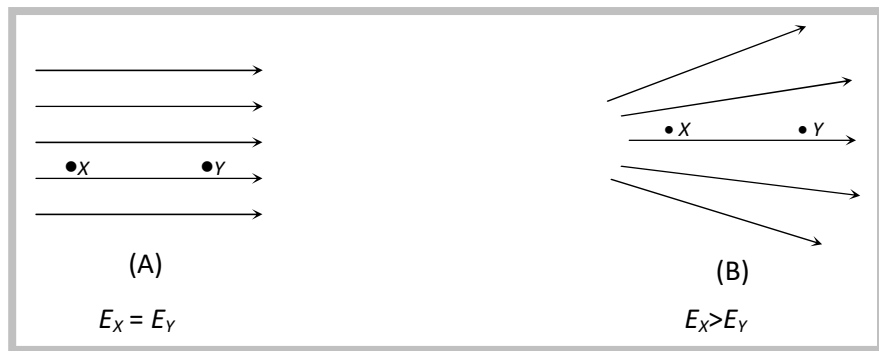 X Y
X Y
(A)
(B)
E_X = E_Y
E_X>E_Y